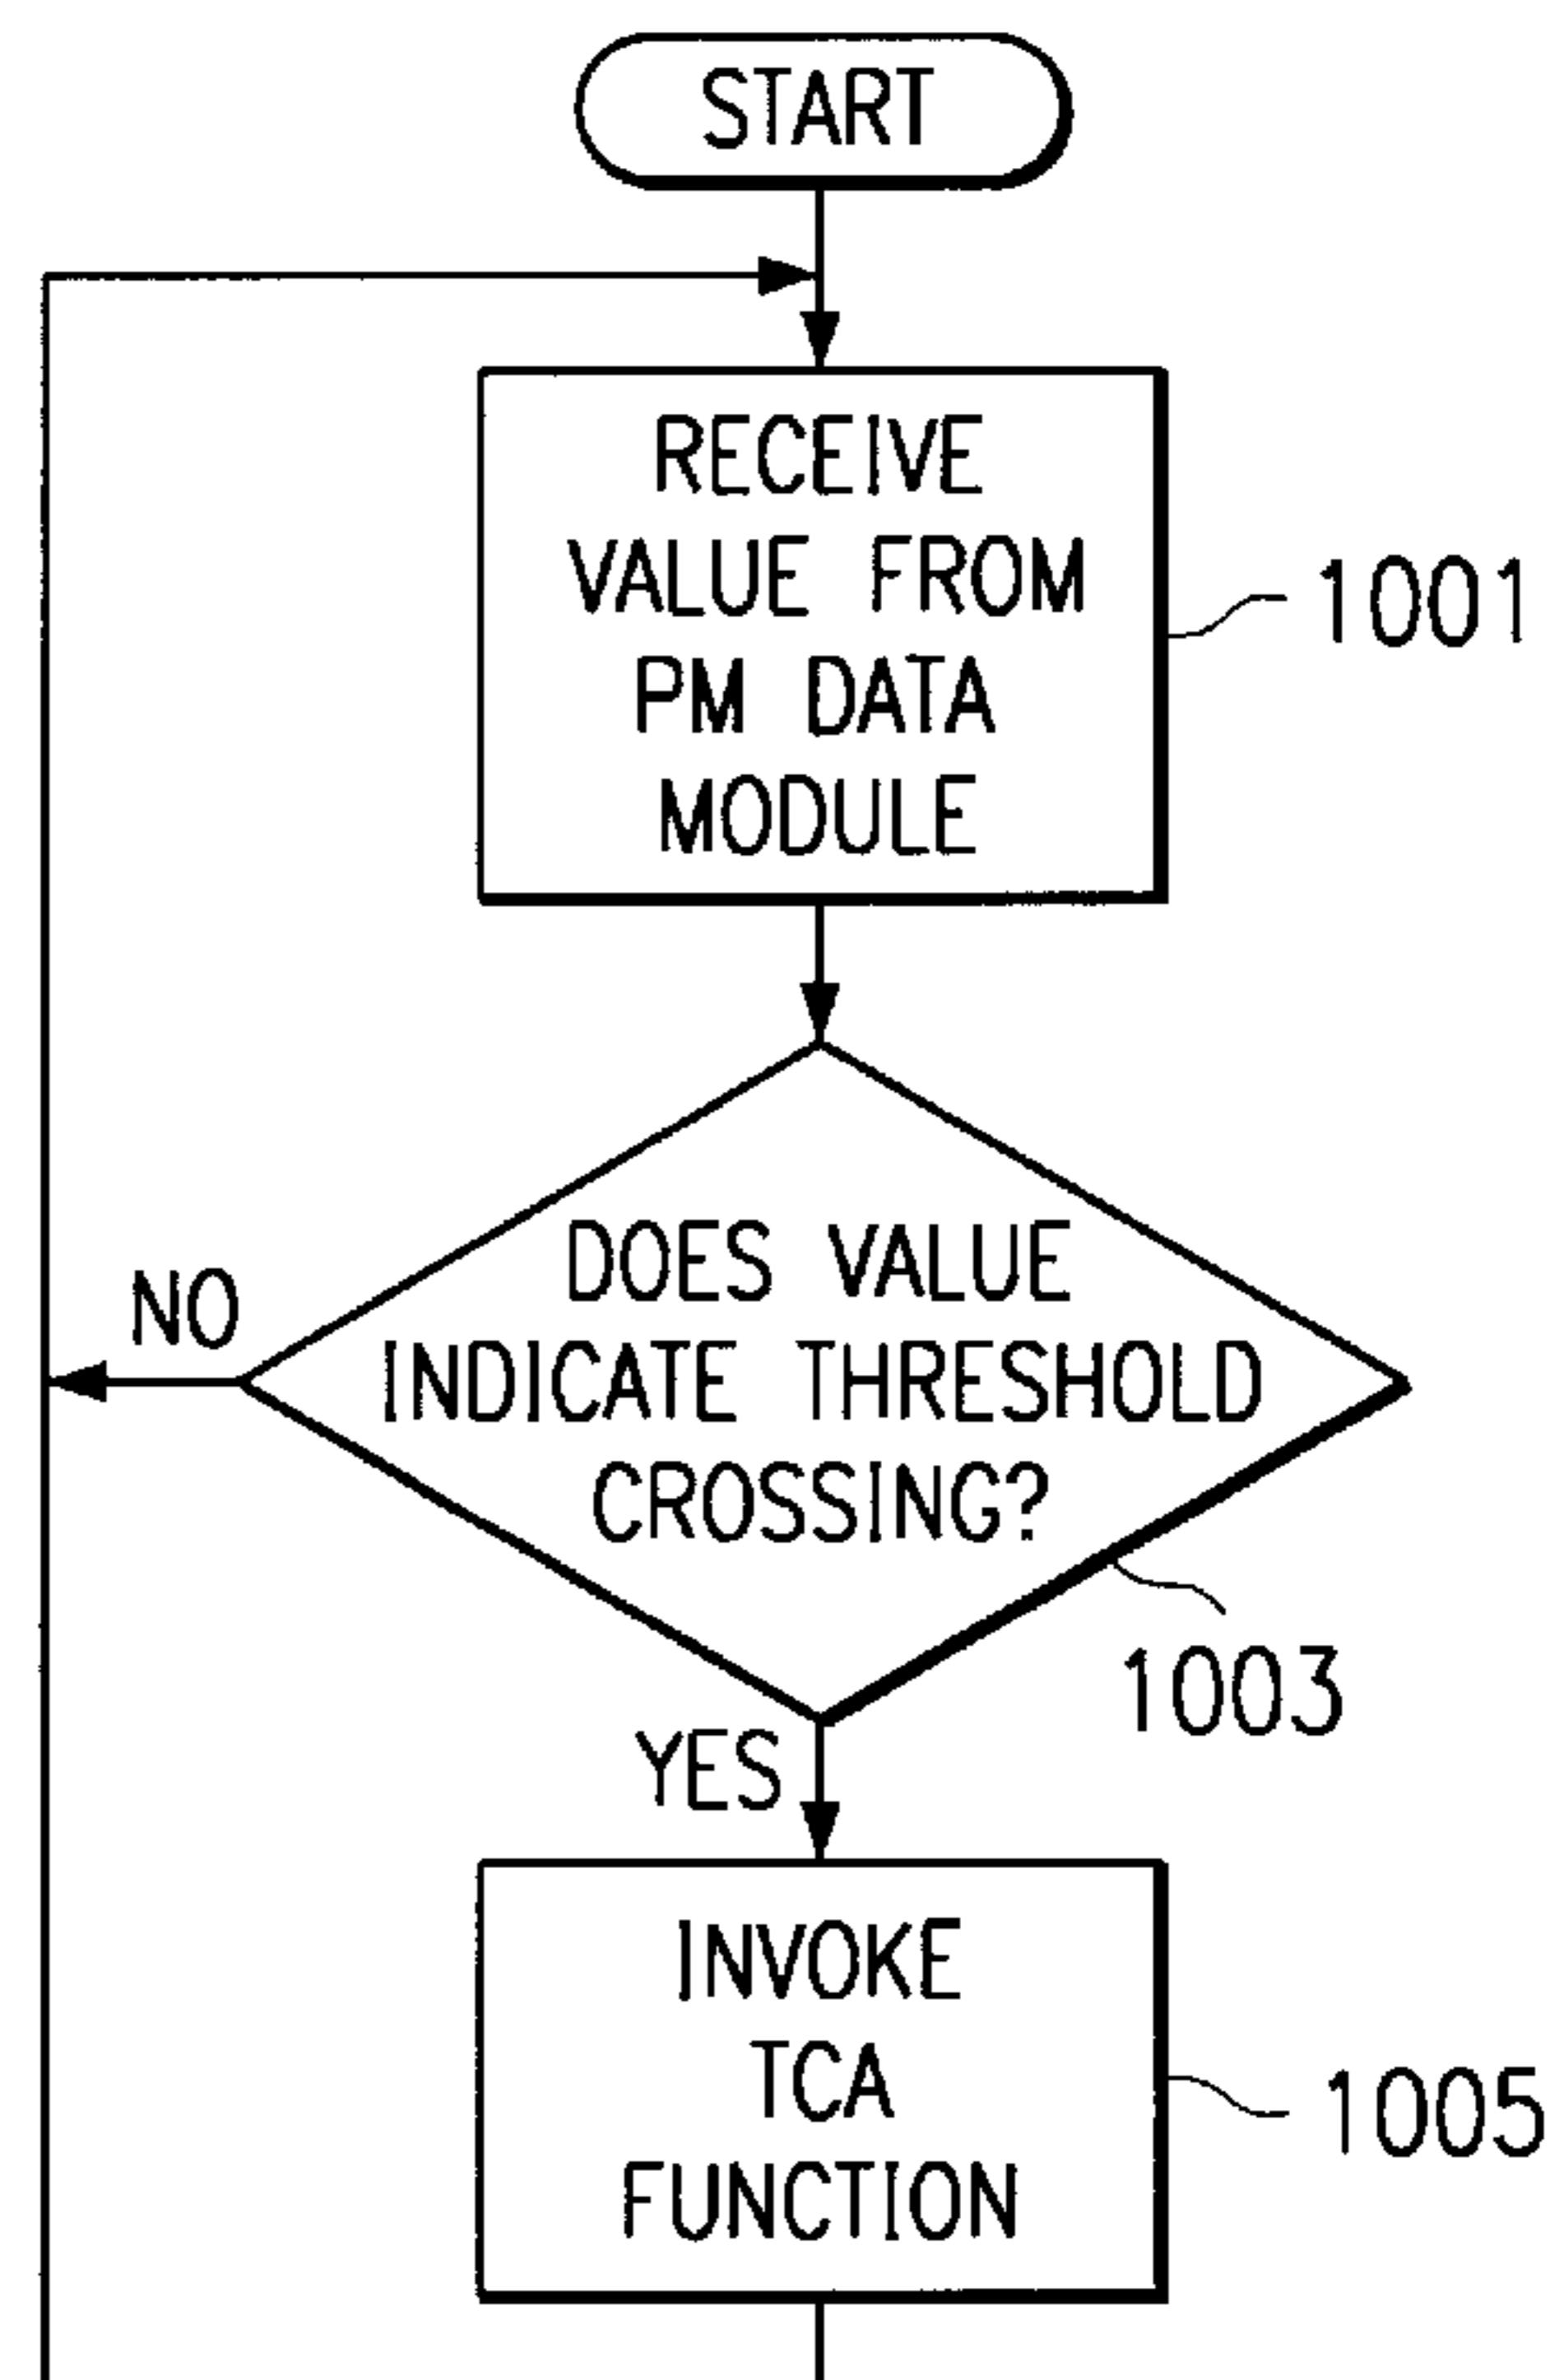 START
RECEIVE
VALUE FROM
PM DATA
MODULE
1001
DOES VALUE
INDICATE THRESHOLD
CROSSING?
NO
1003
YES
INVOKE
TCA
FUNCTION
1005